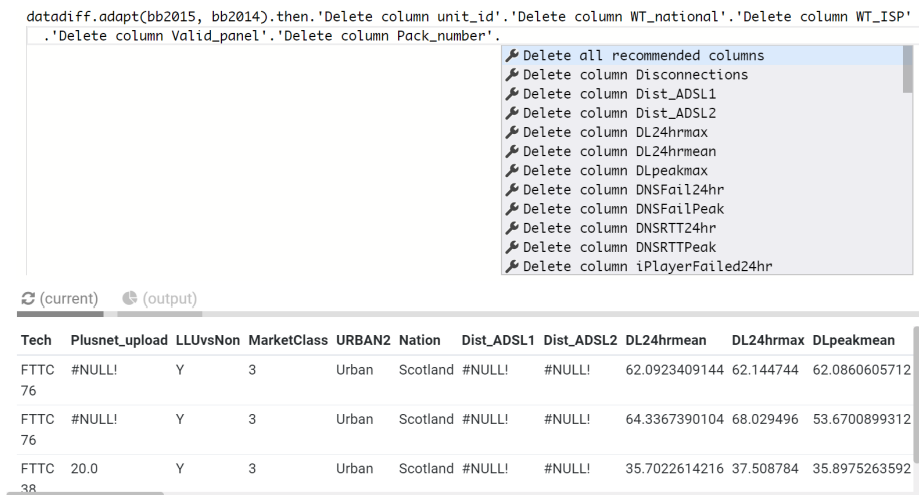 datadiff.adapt(bb2015, bb2014).then.'Delete column unit_id'.'Delete column WT_national'.'Delete column WT_ISP'
.'Delete column Valid_panel'.'Delete column Pack_number'.
Delete all recommended columns
Delete column Disconnections
Delete column Dist_ADSL1
Delete column Dist_ADSL2
Delete column DL24hrmax
Delete column DL24hrmean
Delete column DLpeakmax
Delete column DNSFail24hr
Delete column DNSFailPeak
Delete column DNSRTT24hr
Delete column DNSRTTPeak
Delete column iPlayerFailed24hr
(current) (output)
Tech Plusnet_upload LLUvsNon MarketClass URBAN2 Nation Dist_ADSL1 Dist_ADSL2 DL24hrmean DL24hrmax DLpeakmean
FTTC #NULL! Y 3 Urban Scotland #NULL! #NULL! 62.0923409144 62.144744 62.0860605712
76
FTTC #NULL! Y 3 Urban Scotland #NULL! #NULL! 64.3367390104 68.029496 53.6700899312
76
FTTC 20.0 Y 3 Urban Scotland #NULL! #NULL! 35.7022614216 37.508784 35.8975263592
38